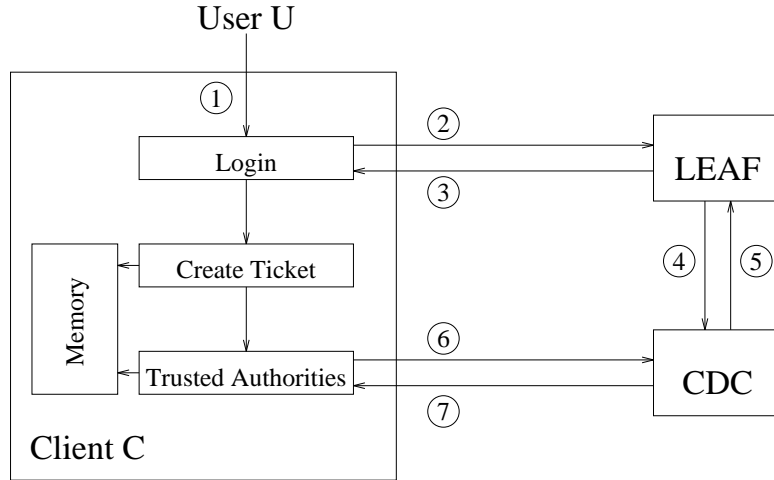 User U
1
2
Login
LEAF
3
4
5
Create Ticket
Memory
6
Trusted Authorities
CDC
7
Client C